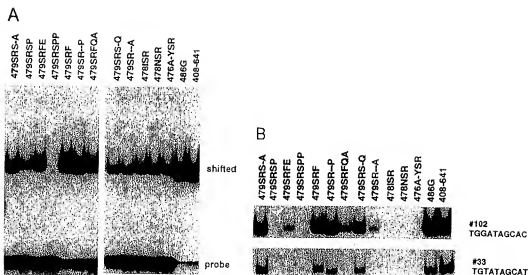 A
479SRS-A
479SRSP
479SRFE
479SRSPP
479SRF
479SR--P
479SRFQA
479SRS-Q
479SR--A
478ISR
478NSR
476A-YSR
486G
408-641
shifted
probe
B
479SRS-A
479SRSP
479SRFE
479SRSPP
479SRF
479SR--P
479SRFQA
479SRS-Q
479SR--A
478ISR
478NSR
476A-YSR
486G
408-641
#102
TGGATAGCAC
#33
TGTATAGCAT